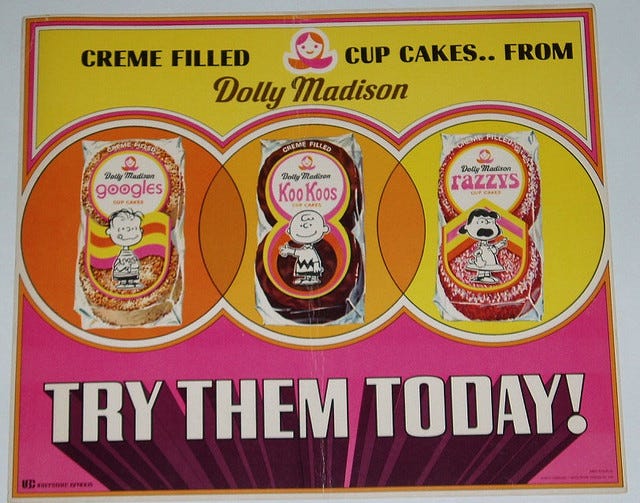 CREME FILLED
CUP CAKES.. FROM
Dolly Madison
CREME FILLED
Dolly Madison
googles
CUP CAKES
CREME FILLED
Dolly Madison
Koo Koos
CUP CAKES
CREME FILLED
Dolly Madison
razzys
CUP CAKES
TRY THEM TODAY!